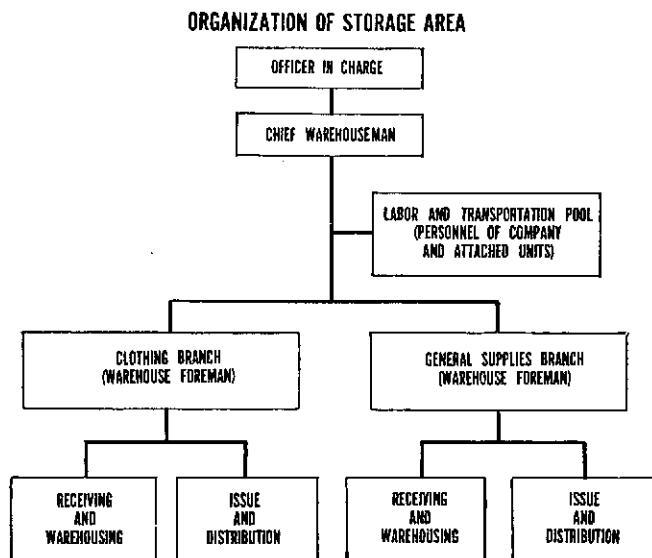 ORGANIZATION OF STORAGE AREA
OFFICER IN CHARGE
CHIEF WAREHOUSEMAN
LABOR AND TRANSPORTATION POOL
(PERSONNEL OF COMPANY
AND ATTACHED UNITS)
CLOTHING BRANCH
(WAREHOUSE FOREMAN)
GENERAL SUPPLIES BRANCH
(WAREHOUSE FOREMAN)
RECEIVING
AND
WAREHOUSING
ISSUE
AND
DISTRIBUTION
RECEIVING
AND
WAREHOUSING
ISSUE
AND
DISTRIBUTION